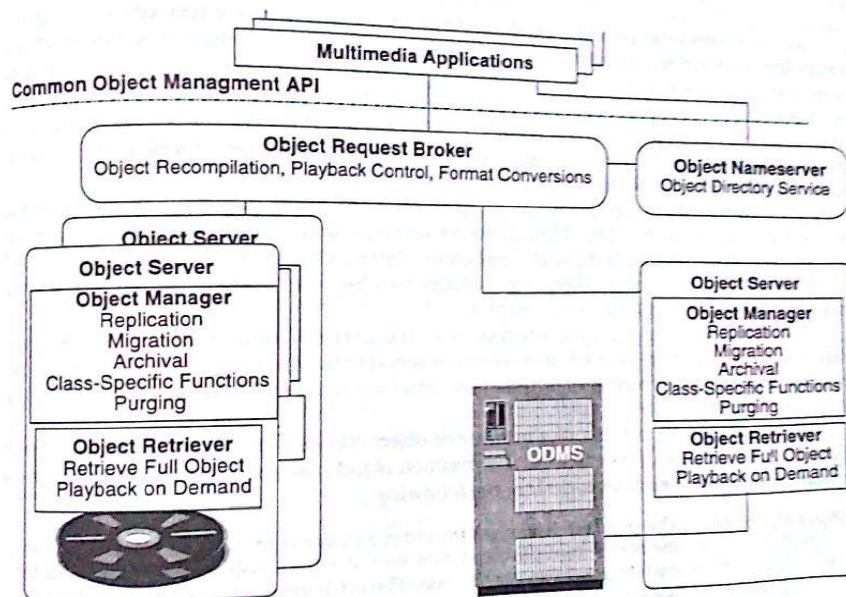 Multimedia Applications
Common Object Managment API
Object Request Broker
Object Recompilation, Playback Control, Format Conversions
Object Nameserver
Object Directory Service
Object Server
Object Server
Object Manager
Replication
Migration
Archival
Class-Specific Functions
Purging
Object Retriever
Retrieve Full Object
Playback on Demand
ODMS
Object Server
Object Manager
Replication
Migration
Archival
Class-Specific Functions
Purging
Object Retriever
Retrieve Full Object
Playback on Demand